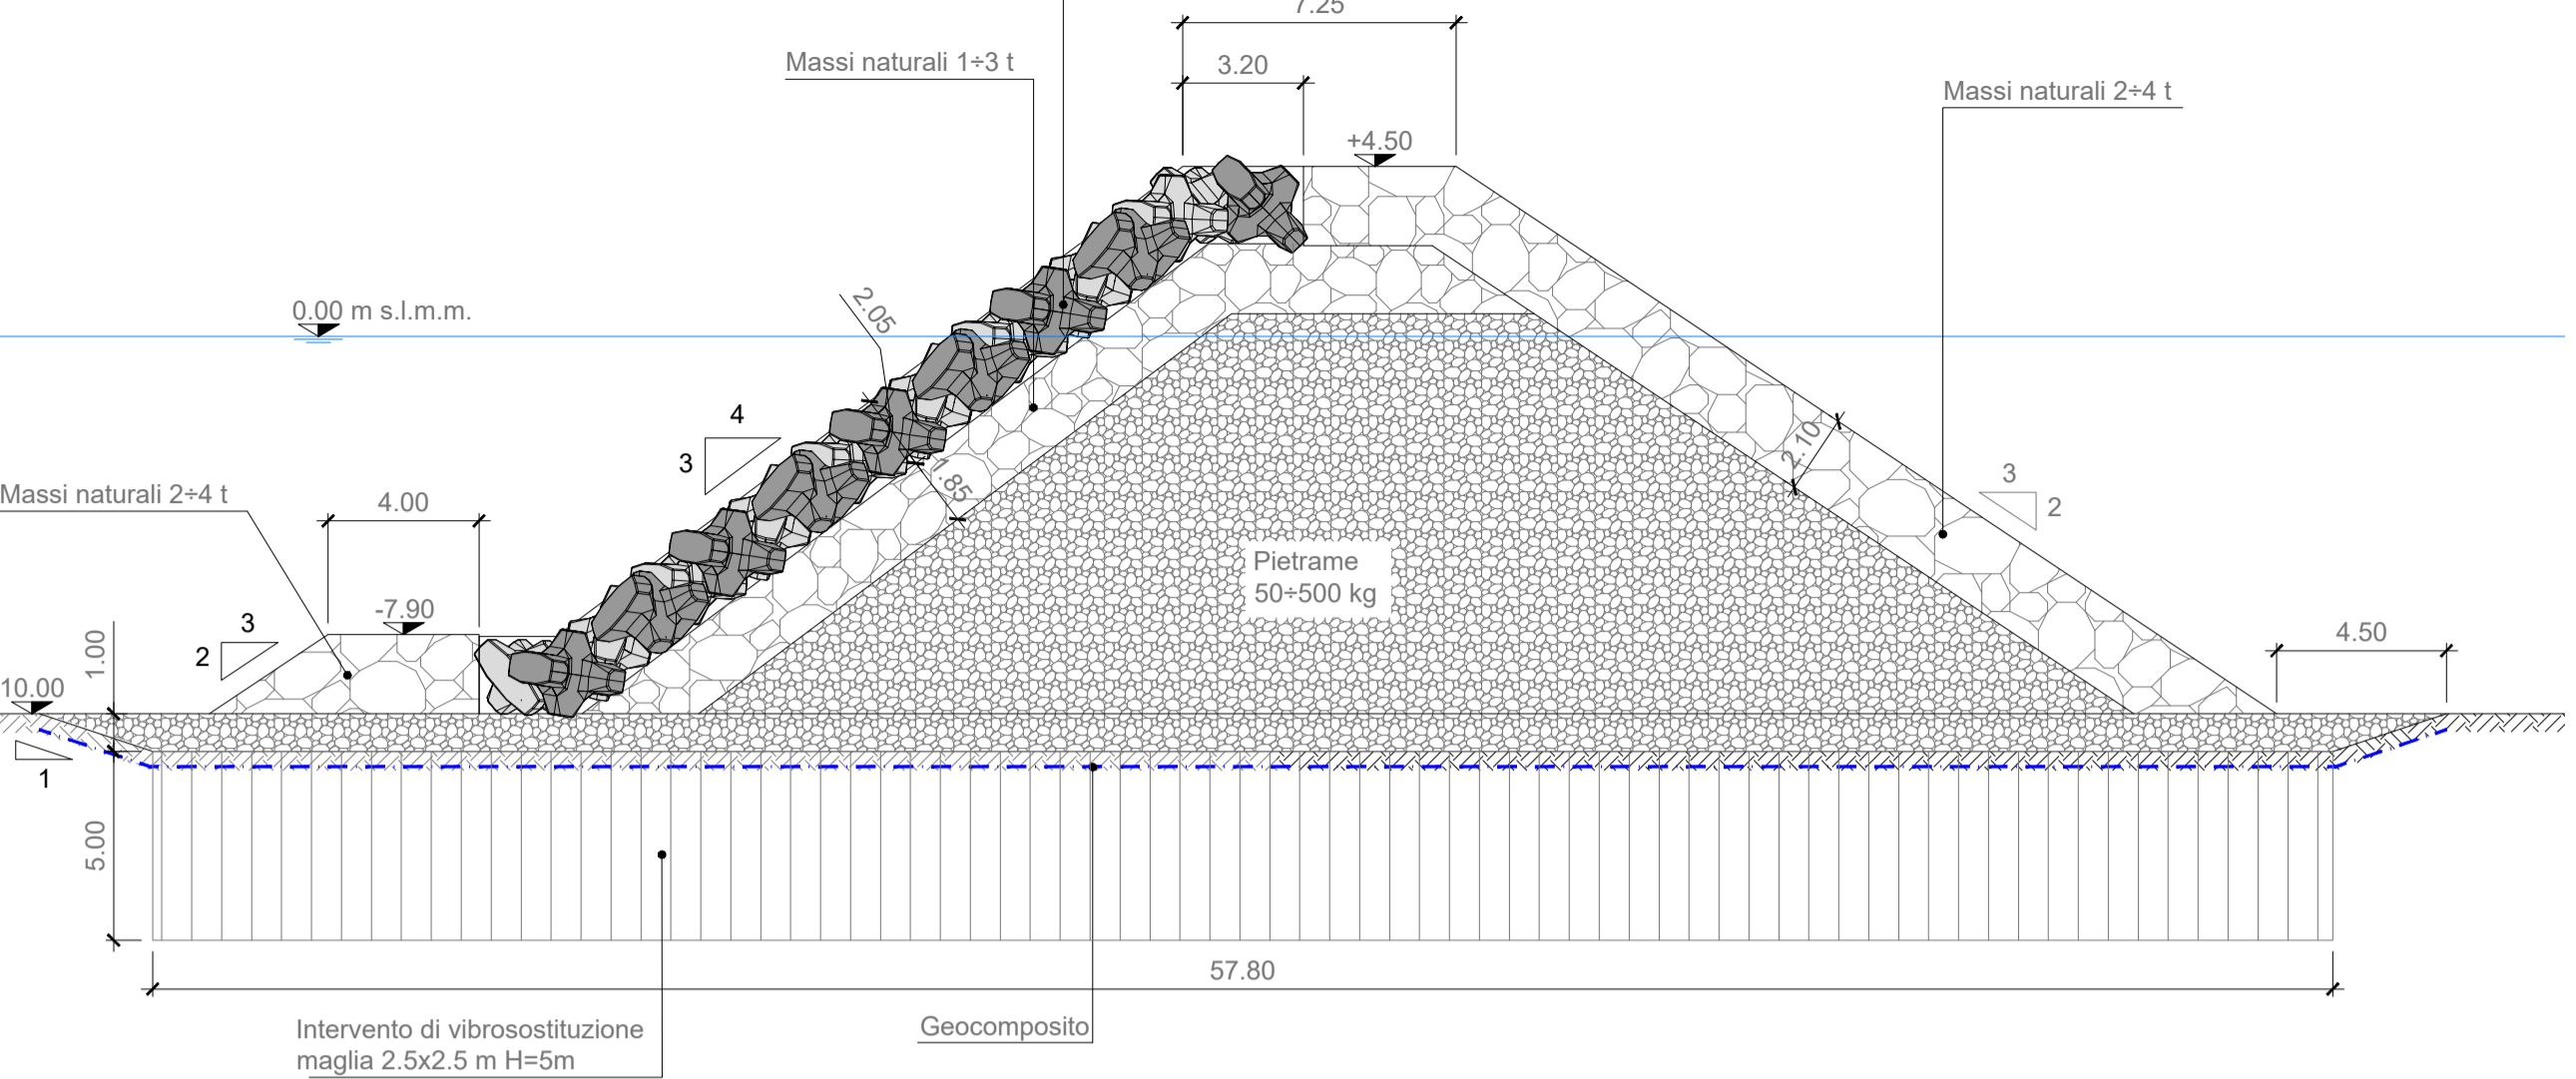 7.25
Massi naturali 1÷3 t
3.20
Massi naturali 2÷4 t
+4.50
0.00 m s.l.m.m.
2.05
4
3
2.10
1.85
3
2
Massi naturali 2÷4 t
4.00
Pietrame
50÷500 kg
-7.90
3
2
1.00
4.50
10.00
1
5.00
57.80
Intervento di vibrosostituzione
maglia 2.5x2.5 m H=5m
Geocomposito